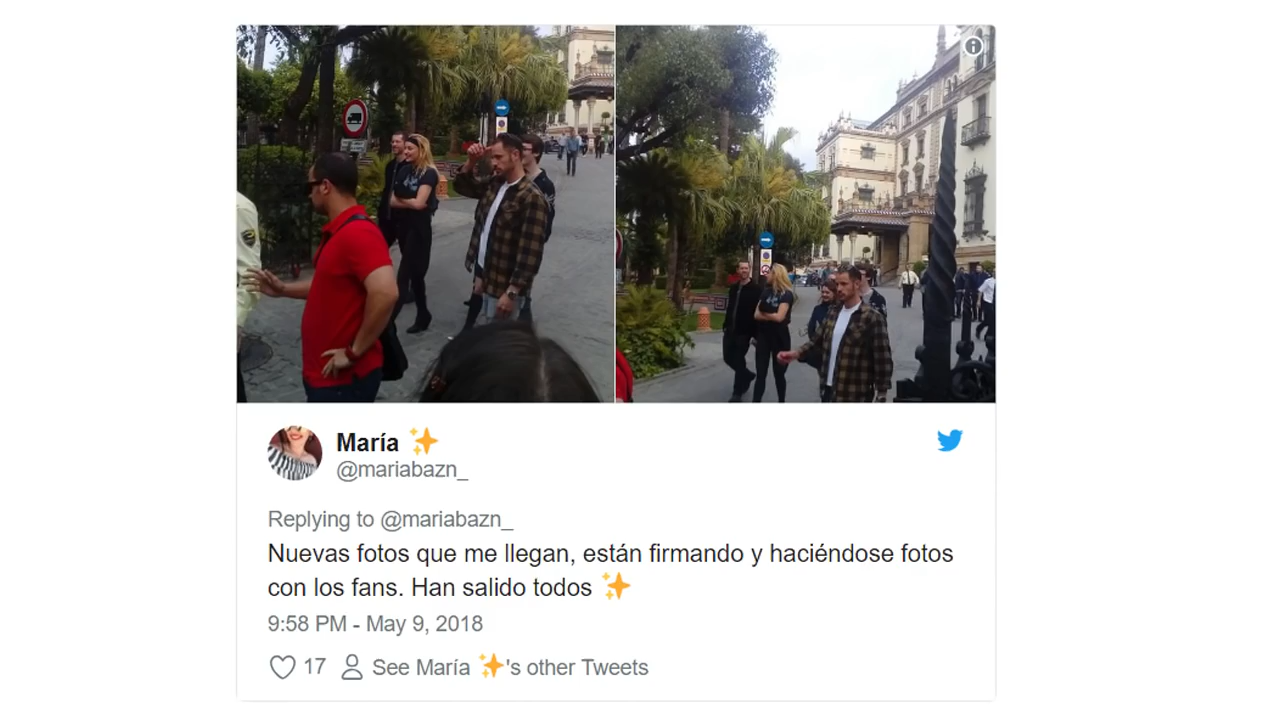 María ✨
@mariabazn_
Replying to @mariabazn_
Nuevas fotos que me llegan, están firmando y haciéndose fotos
con los fans. Han salido todos ✨
9:58 PM - May 9, 2018
17 See María ✨'s other Tweets